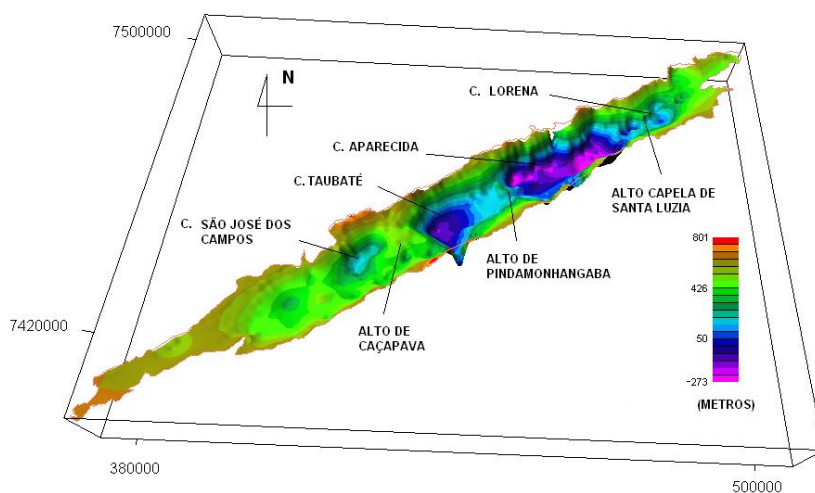 7500000
N
C. LORENA
C. APARECIDA
C. TAUBATÉ
C. SÃO JOSÉ DOS
CAMPOS
ALTO CAPELA DE
SANTA LUZIA
ALTO DE
PINDAMONHANGABA
ALTO DE
CAÇAPAVA
801
426
50
-273
(METROS)
7420000
380000
500000